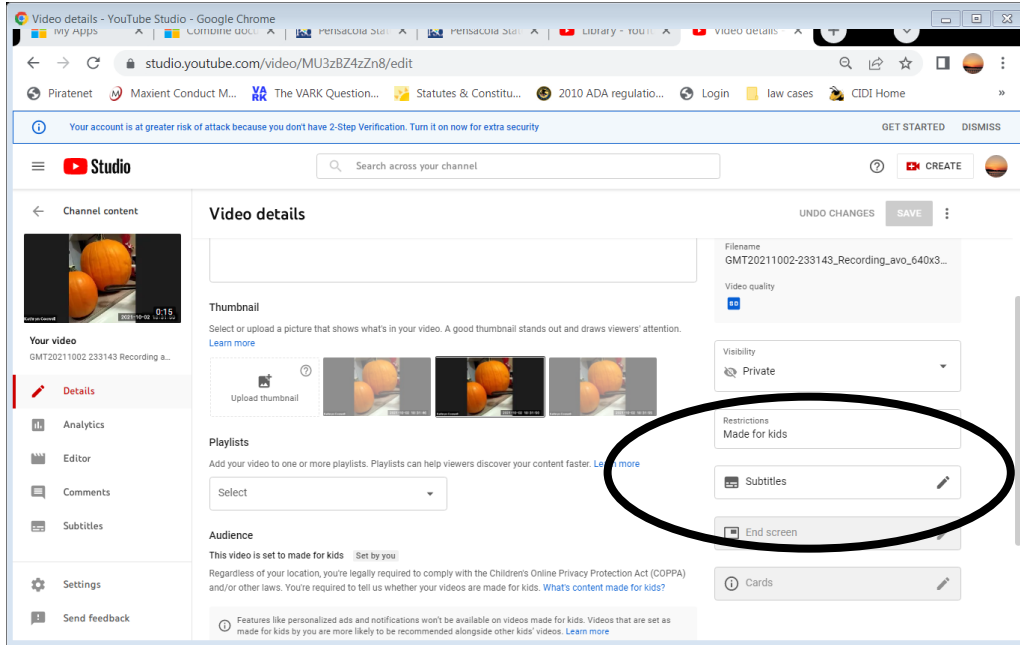 Video details - YouTube Studio - Google Chrome
My Apps
Combine docu
Pensacola Stat
Pensacola Stat
Library - YouTu
Video details
studio.youtube.com/video/MU3zBZ4zZn8/edit
Piratenet
Maxient Conduct M...
VARK The VARK Question...
Statutes & Constitu...
2010 ADA regulatio...
Login
law cases
CIDI Home
»
Your account is at greater risk of attack because you don't have 2-Step Verification. Turn it on now for extra security
GET STARTED
DISMISS
Studio
Search across your channel
CREATE
Channel content
Video details
UNDO CHANGES
SAVE
0:15
Your video
GMT20211002 233143 Recording a...
Details
Analytics
Editor
Comments
Subtitles
Settings
Send feedback
Thumbnail
Select or upload a picture that shows what's in your video. A good thumbnail stands out and draws viewers' attention.
Learn more
Upload thumbnail
Playlists
Add your video to one or more playlists. Playlists can help viewers discover your content faster. Learn more
Select
Audience
This video is set to made for kids Set by you
Regardless of your location, you're legally required to comply with the Children's Online Privacy Protection Act (COPPA)
and/or other laws. You're required to tell us whether your videos are made for kids. What's content made for kids?
Features like personalized ads and notifications won't be available on videos made for kids. Videos that are set as
made for kids by you are more likely to be recommended alongside other kids' videos. Learn more
Filename
GMT20211002-233143_Recording_avo_640x3...
Video quality
SD
Visibility
Private
Restrictions
Made for kids
Subtitles
End screen
Cards